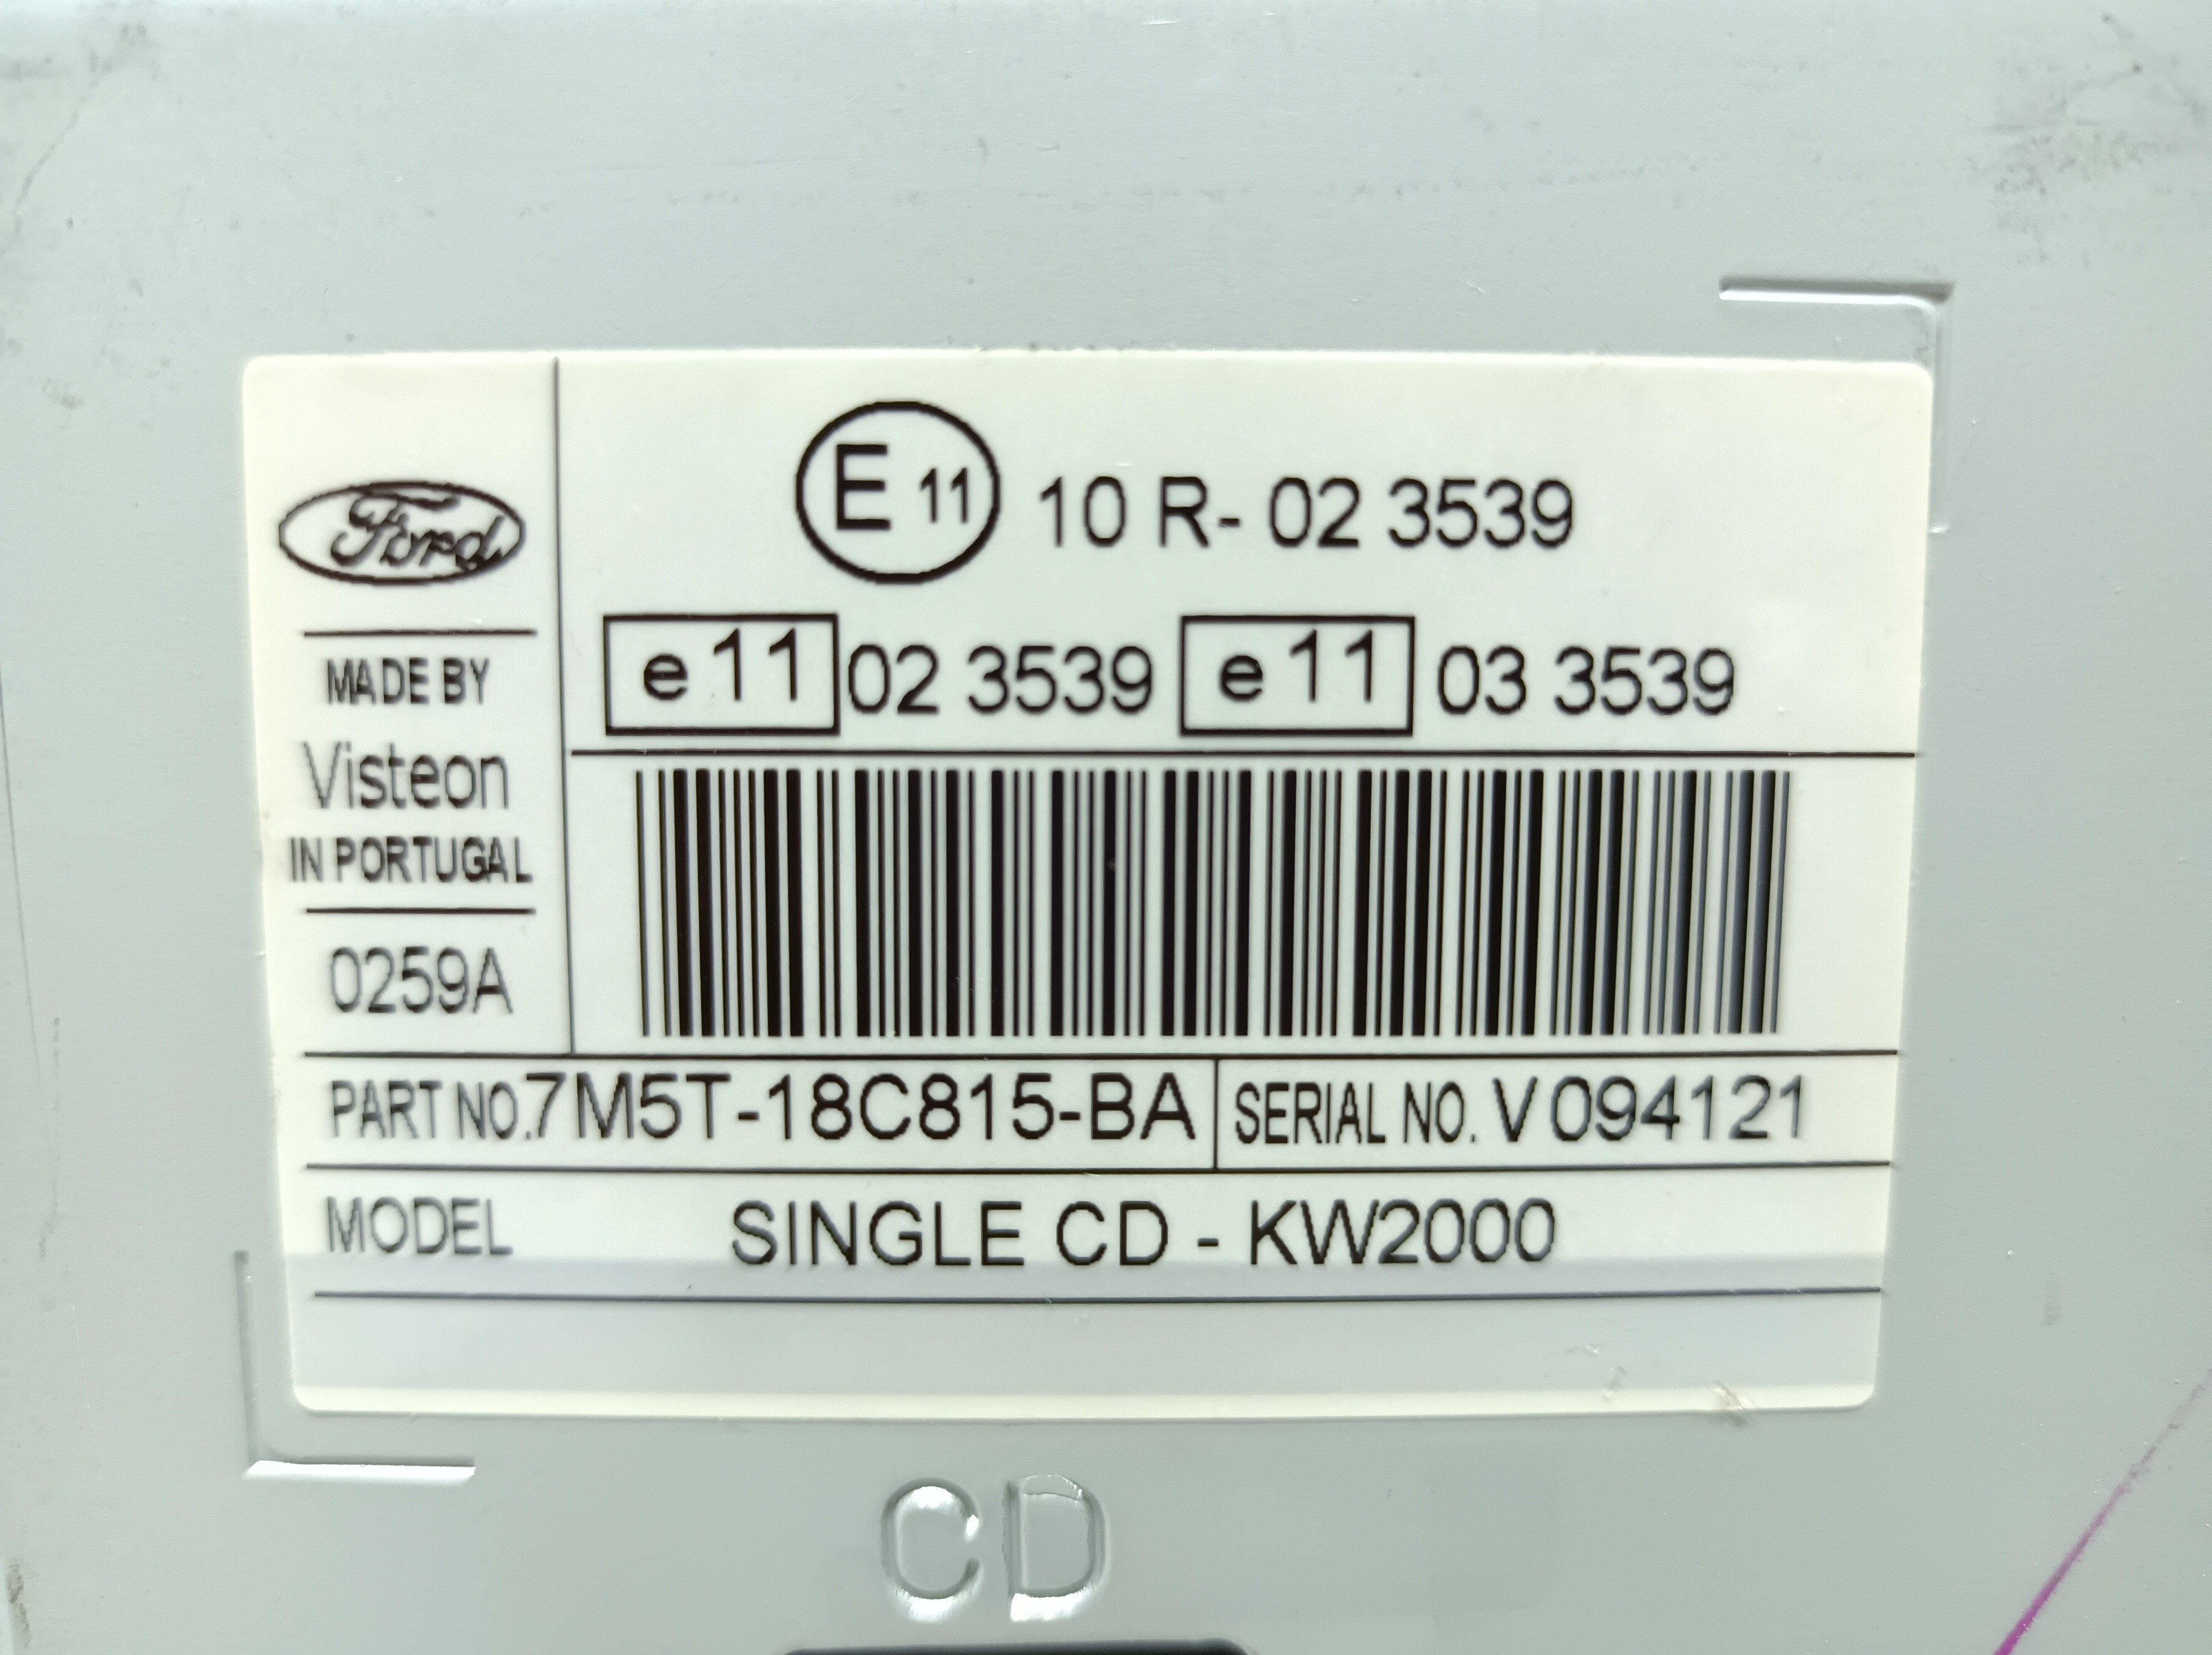 Ford
MADE BY
Visteon
IN PORTUGAL
0259A
E 11 10 R- 02 3539
e 11 02 3539 e 11 03 3539
PART NO. 7M5T-18C815-BA SERIAL NO. V094121
MODEL SINGLE CD - KW2000
CD